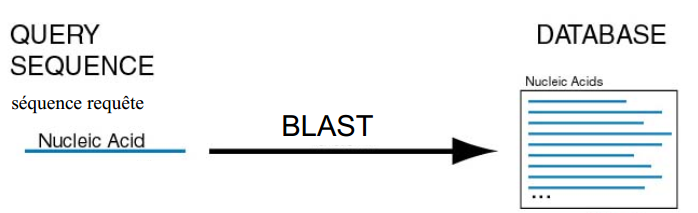 QUERY
SEQUENCE
séquence requête
Nucleic Acid
BLAST
DATABASE
Nucleic Acids
...